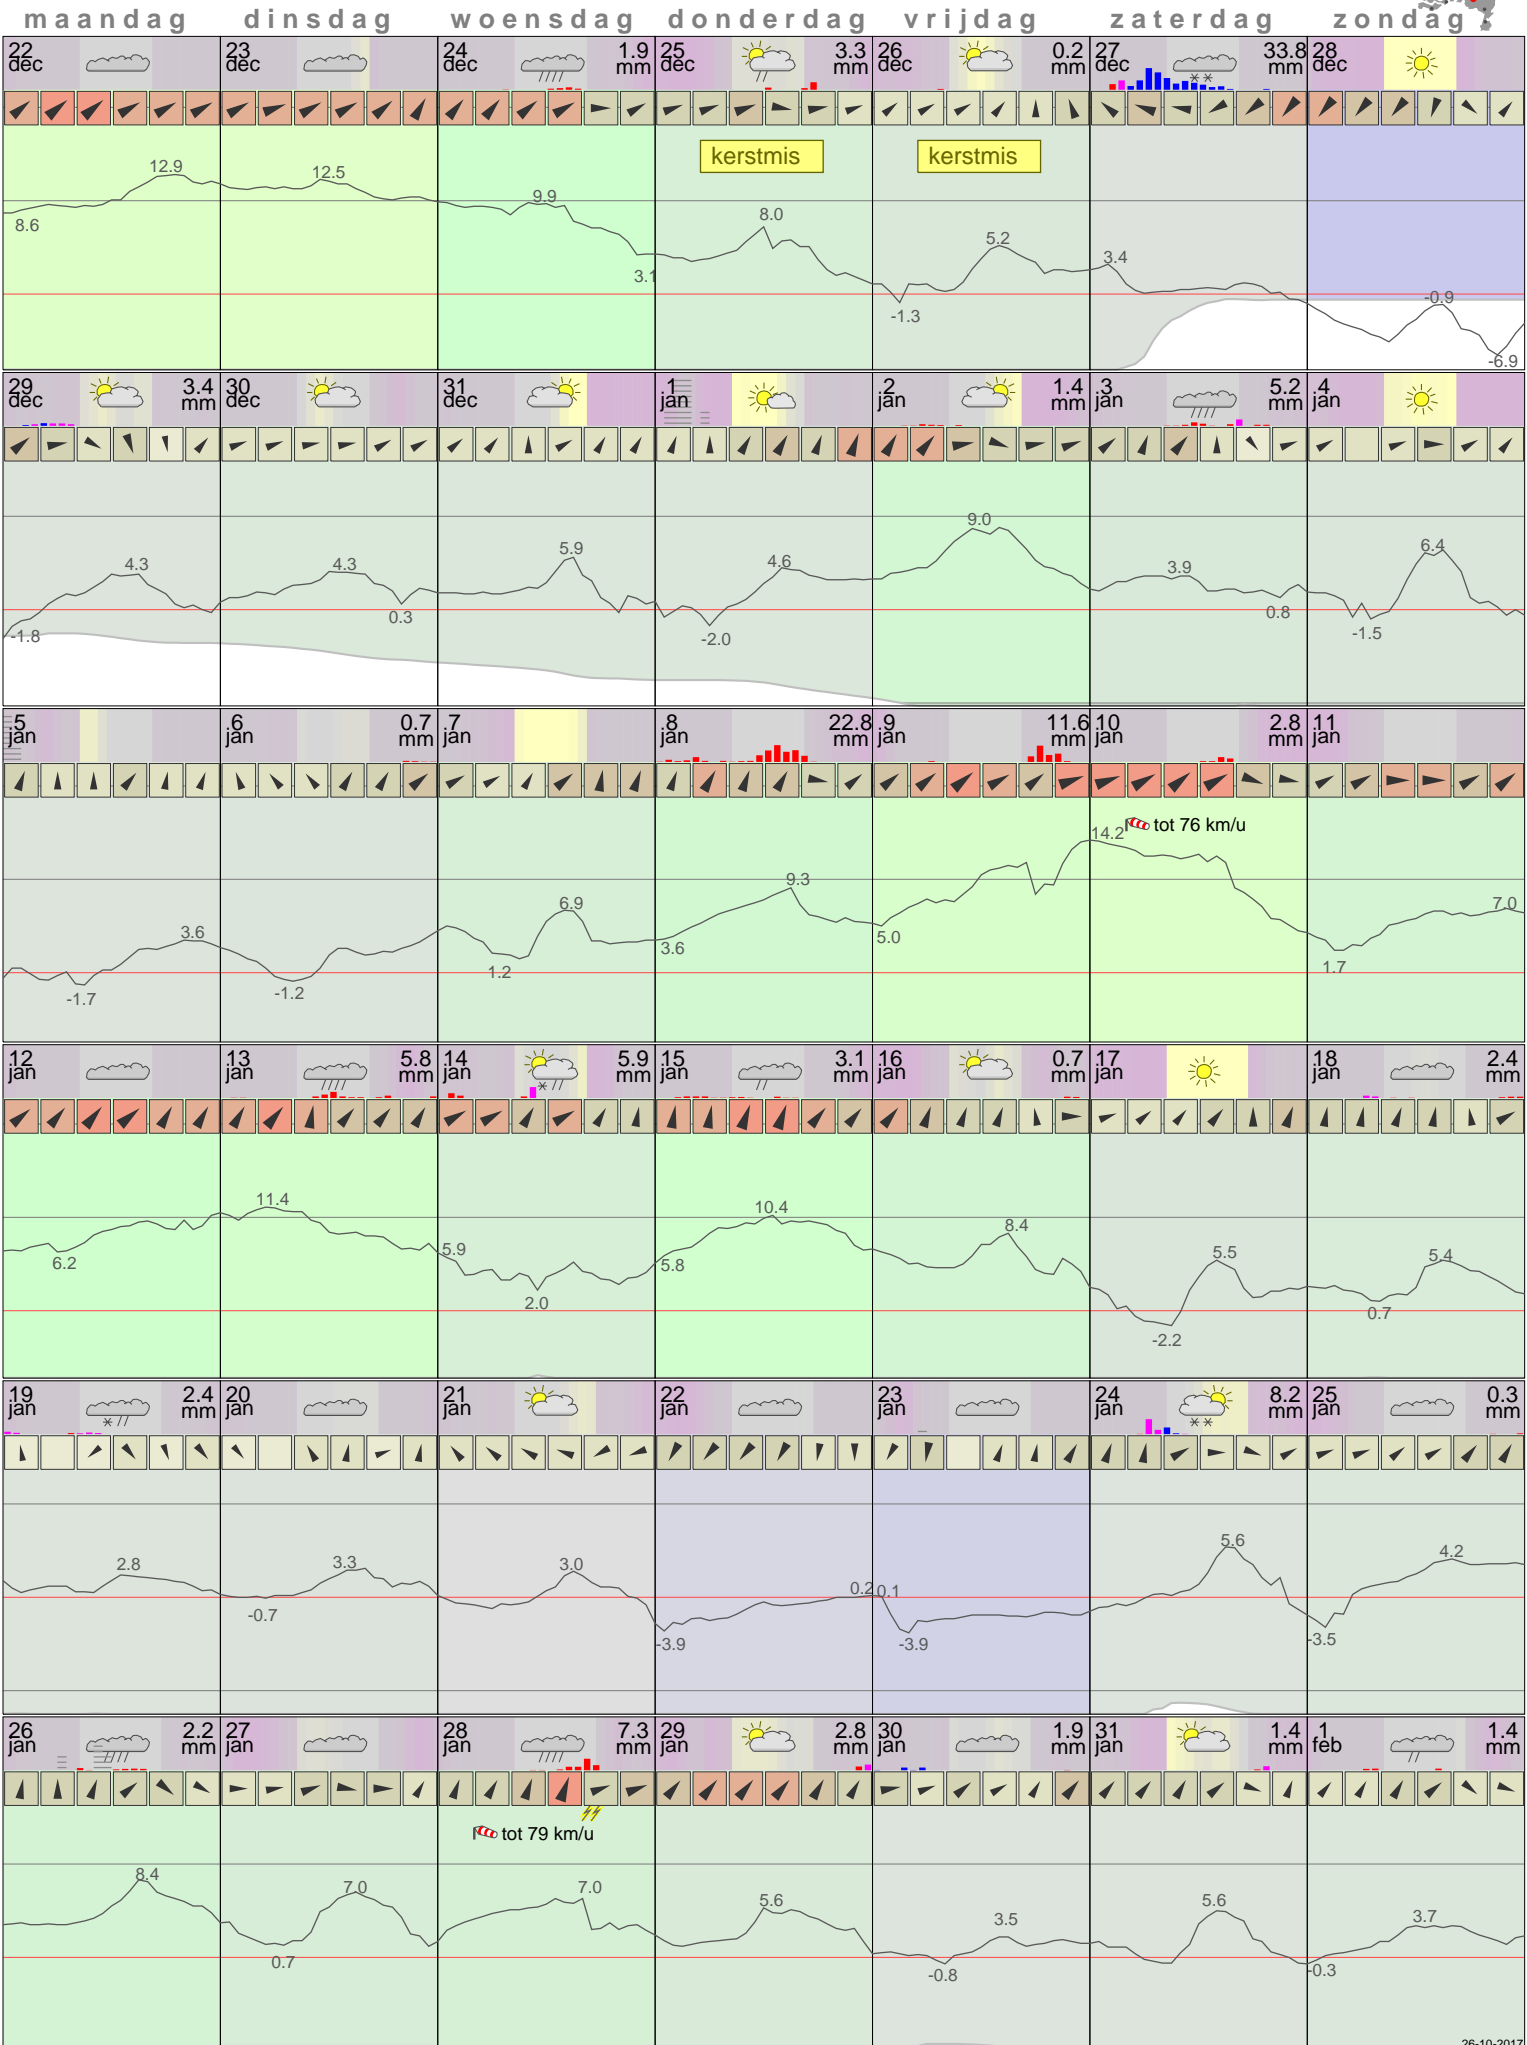 maandag dinsdag woensdag donderdag vrijdag zaterdag zondag
22 dec
23 dec
24 dec 1.9 mm
25 dec 3.3 mm
26 dec 0.2 mm
27 dec 33.8 mm
28 dec
kerstmis kerstmis
8.6 12.9 12.5 9.9 3.1 8.0 -1.3 5.2 3.4 -0.9 -6.9
29 dec 3.4 mm
30 dec
31 dec
1 jan
2 jan 1.4 mm
3 jan 5.2 mm
4 jan
-1.8 4.3 4.3 0.3 5.9 -2.0 4.6 9.0 3.9 0.8 -1.5 6.4
5 jan
6 jan 0.7 mm
7 jan
8 jan 22.8 mm
9 jan 11.6 mm
10 jan 2.8 mm
11 jan
tot 76 km/u
-1.7 3.6 -1.2 1.2 6.9 3.6 9.3 5.0 14.2 1.7 7.0
12 jan
13 jan 5.8 mm
14 jan 5.9 mm
15 jan 3.1 mm
16 jan 0.7 mm
17 jan
18 jan 2.4 mm
6.2 11.4 5.9 2.0 5.8 10.4 8.4 -2.2 5.5 0.7 5.4
19 jan 2.4 mm
20 jan
21 jan
22 jan
23 jan
24 jan 8.2 mm
25 jan 0.3 mm
2.8 -0.7 3.3 3.0 -3.9 0.2 0.1 -3.9 5.6 -3.5 4.2
26 jan 2.2 mm
27 jan
28 jan 7.3 mm
29 jan 2.8 mm
30 jan 1.9 mm
31 jan 1.4 mm
1 feb 1.4 mm
tot 79 km/u
8.4 0.7 7.0 7.0 5.6 -0.8 3.5 5.6 -0.3 3.7
26-10-2017